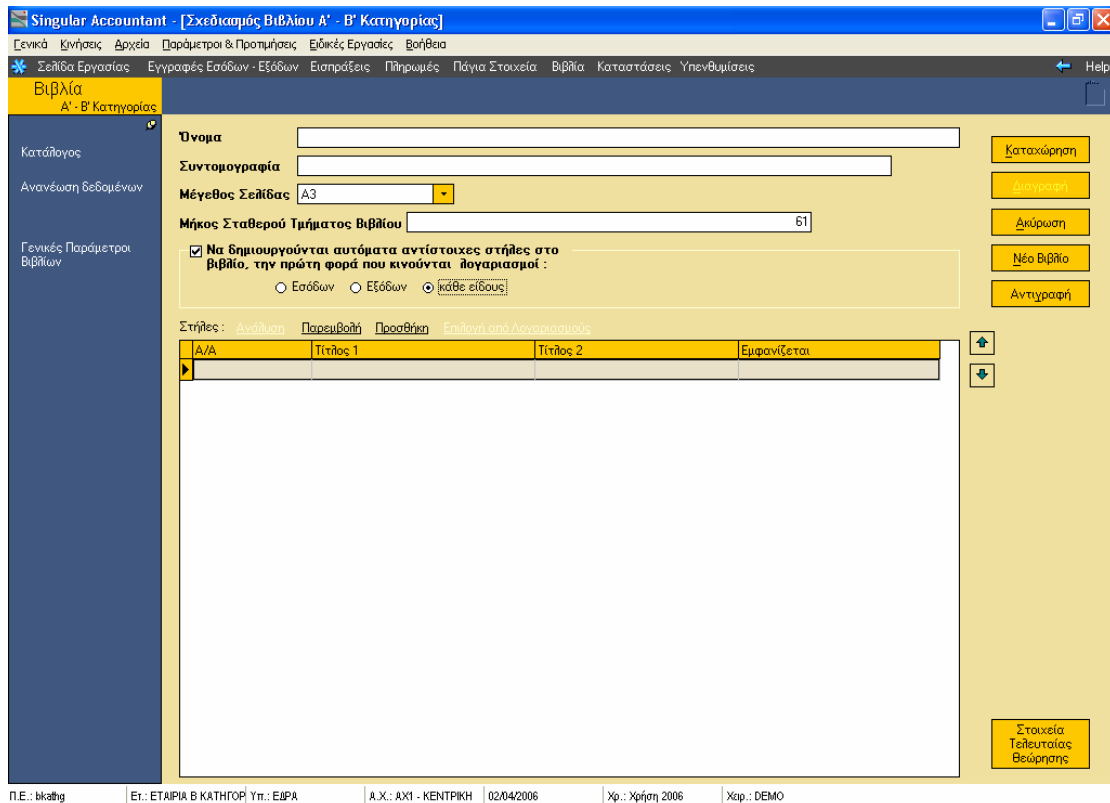 Singular Accountant - [Σχεδιασμός Βιβλίου Α' - Β' Κατηγορίας]
Γενικά Κινήσεις Αρχεία Παράμετροι & Προτιμήσεις Ειδικές Εργασίες Βοήθεια
Σελίδα Εργασίας Εγγραφές Εσόδων - Εξόδων Εισπράξεις Πληρωμές Πάγια Στοιχεία Βιβλία Καταστάσεις Υπενθυμίσεις Help
Βιβλία
Α' - Β' Κατηγορίας
Κατάλογος
Ανανέωση δεδομένων
Γενικές Παράμετροι
Βιβλίων
Όνομα
Συντομογραφία
Μέγεθος Σελίδας A3
Μήκος Σταθερού Τμήματος Βιβλίου 61
Να δημιουργούνται αυτόματα αντίστοιχες στήλες στο
βιβλίο, την πρώτη φορά που κινούνται λογαριασμοί :
Εσόδων Εξόδων κάθε είδους
Στήλες : Ανάλυση Παρεμβολή Προσθήκη Επιλογή από Λογαριασμούς
Α/Α Τίτλος 1 Τίτλος 2 Εμφανίζεται
Καταχώρηση
Διαγραφή
Ακύρωση
Νέο Βιβλίο
Αντιγραφή
Στοιχεία
Τελευταίας
Θεώρησης
Π.Ε.: bkathg Ετ.: ΕΤΑΙΡΙΑ Β ΚΑΤΗΓΟΡ Υπ.: ΕΔΡΑ Α.Χ.: ΑΧ1 - ΚΕΝΤΡΙΚΗ 02/04/2006 Χρ.: Χρήση 2006 Χειρ.: DEMO